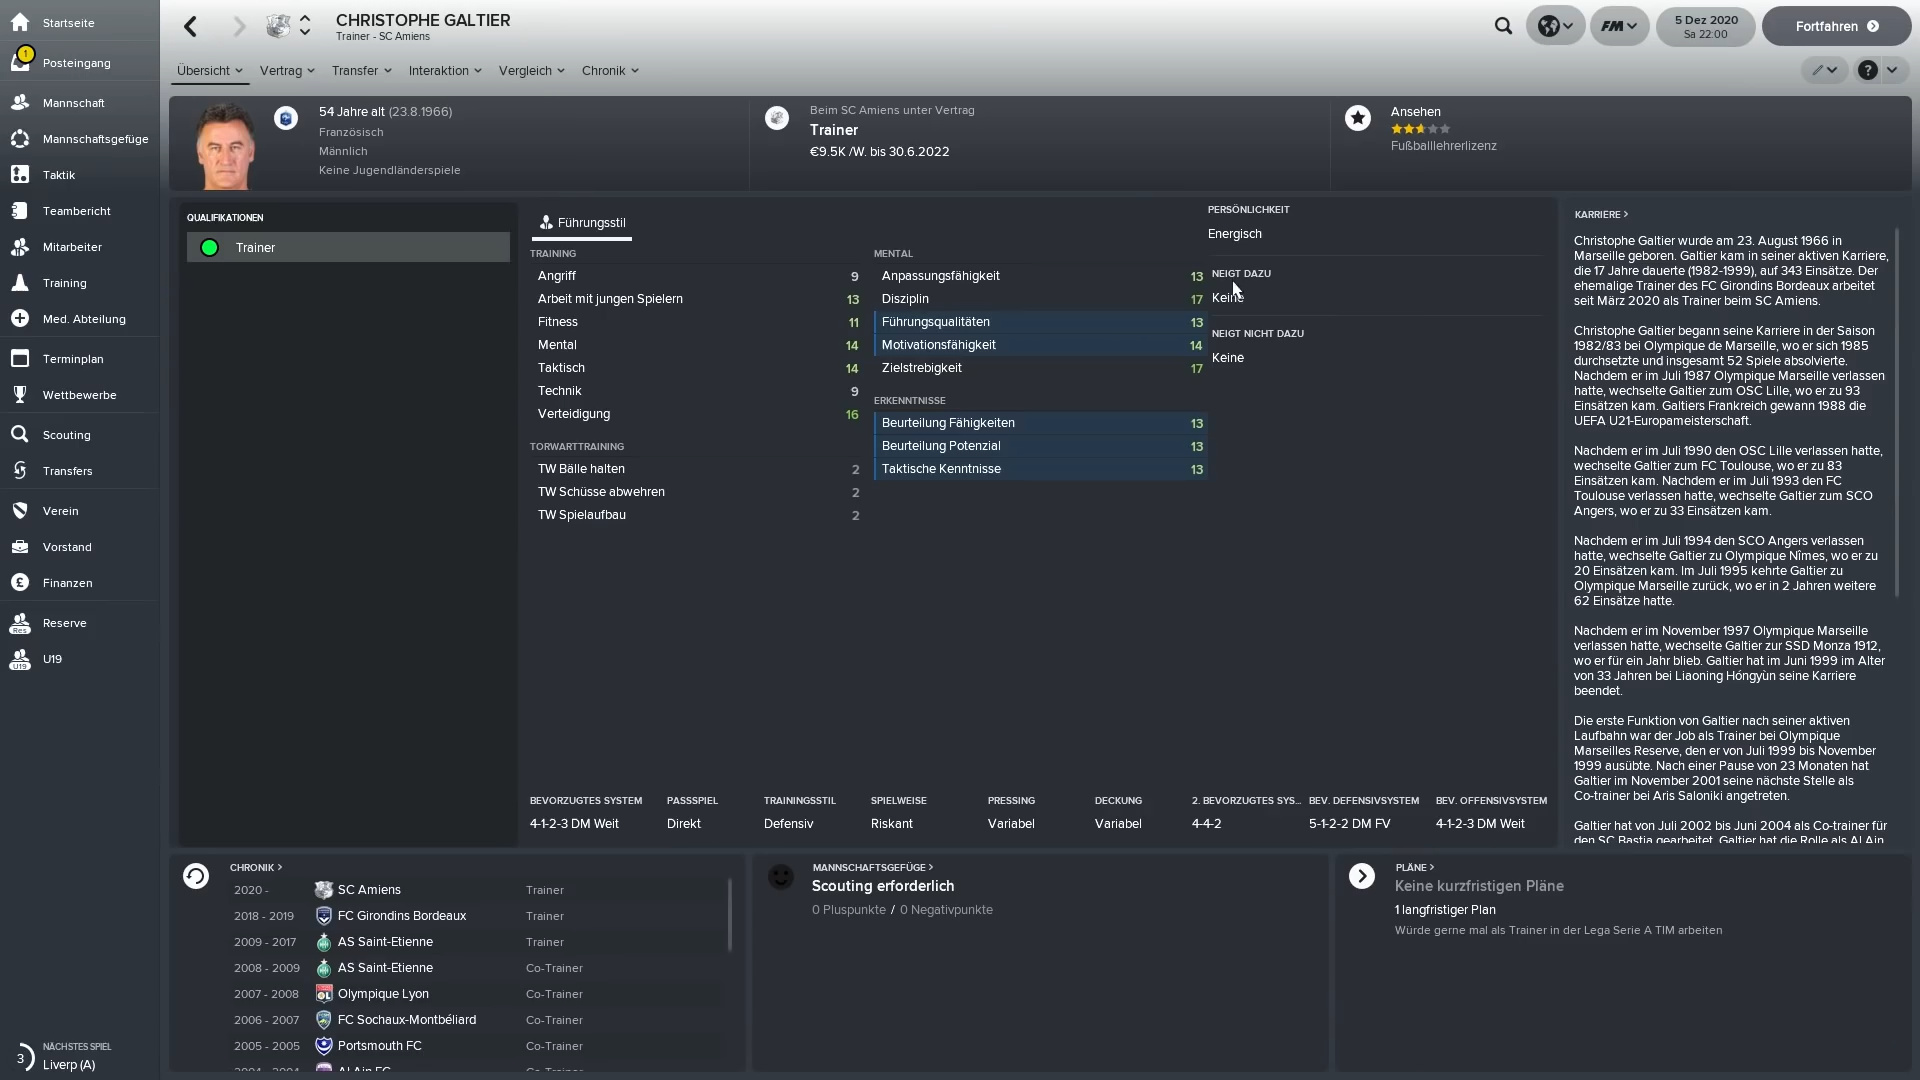 Startseite
1
Posteingang
Mannschaft
Mannschaftsgefüge
Taktik
Teambericht
Mitarbeiter
Training
Med. Abteilung
Terminplan
Wettbewerbe
Scouting
Transfers
Verein
Vorstand
Finanzen
Res
Reserve
U19
U19
3
NÄCHSTES SPIEL
Liverp (A)
CHRISTOPHE GALTIER
Trainer - SC Amiens
FM
5 Dez 2020
Sa 22:00
Fortfahren
Übersicht
Vertrag
Transfer
Interaktion
Vergleich
Chronik
?
54 Jahre alt (23.8.1966)
Französisch
Männlich
Keine Jugendländerspiele
Beim SC Amiens unter Vertrag
Trainer
€9.5K /W. bis 30.6.2022
Ansehen
Fußballlehrerlizenz
QUALIFIKATIONEN
Trainer
Führungsstil
TRAINING
Angriff 9
Arbeit mit jungen Spielern 13
Fitness 11
Mental 14
Taktisch 14
Technik 9
Verteidigung 16
TORWARTTRAINING
TW Bälle halten 2
TW Schüsse abwehren 2
TW Spielaufbau 2
MENTAL
Anpassungsfähigkeit 13
Disziplin 17
Führungsqualitäten 13
Motivationsfähigkeit 14
Zielstrebigkeit 17
ERKENNTNISSE
Beurteilung Fähigkeiten 13
Beurteilung Potenzial 13
Taktische Kenntnisse 13
PERSÖNLICHKEIT
Energisch
NEIGT DAZU
Keine
NEIGT NICHT DAZU
Keine
BEVORZUGTES SYSTEM
4-1-2-3 DM Weit
PASSSPIEL
Direkt
TRAININGSSTIL
Defensiv
SPIELWEISE
Riskant
PRESSING
Variabel
DECKUNG
Variabel
2. BEVORZUGTES SYS...
4-4-2
BEV. DEFENSIVSYSTEM
5-1-2-2 DM FV
BEV. OFFENSIVSYSTEM
4-1-2-3 DM Weit
KARRIERE >
Christophe Galtier wurde am 23. August 1966 in
Marseille geboren. Galtier kam in seiner aktiven Karriere,
die 17 Jahre dauerte (1982-1999), auf 343 Einsätze. Der
ehemalige Trainer des FC Girondins Bordeaux arbeitet
seit März 2020 als Trainer beim SC Amiens.
Christophe Galtier begann seine Karriere in der Saison
1982/83 bei Olympique de Marseille, wo er sich 1985
durchsetzte und insgesamt 52 Spiele absolvierte.
Nachdem er im Juli 1987 Olympique Marseille verlassen
hatte, wechselte Galtier zum OSC Lille, wo er zu 93
Einsätzen kam. Galtiers Frankreich gewann 1988 die
UEFA U21-Europameisterschaft.
Nachdem er im Juli 1990 den OSC Lille verlassen hatte,
wechselte Galtier zum FC Toulouse, wo er zu 83
Einsätzen kam. Nachdem er im Juli 1993 den FC
Toulouse verlassen hatte, wechselte Galtier zum SCO
Angers, wo er zu 33 Einsätzen kam.
Nachdem er im Juli 1994 den SCO Angers verlassen
hatte, wechselte Galtier zu Olympique Nîmes, wo er zu
20 Einsätzen kam. Im Juli 1995 kehrte Galtier zu
Olympique Marseille zurück, wo er in 2 Jahren weitere
62 Einsätze hatte.
Nachdem er im November 1997 Olympique Marseille
verlassen hatte, wechselte Galtier zur SSD Monza 1912,
wo er für ein Jahr blieb. Galtier hat im Juni 1999 im Alter
von 33 Jahren bei Liaoning Hóngyùn seine Karriere
beendet.
Die erste Funktion von Galtier nach seiner aktiven
Laufbahn war der Job als Trainer bei Olympique
Marseilles Reserve, den er von Juli 1999 bis November
1999 ausübte. Nach einer Pause von 23 Monaten hat
Galtier im November 2001 seine nächste Stelle als
Co-trainer bei Aris Saloniki angetreten.
Galtier hat von Juli 2002 bis Juni 2004 als Co-trainer für
den SC Bastia gearbeitet. Galtier hat die Rolle als Al Ain
CHRONIK >
2020 - SC Amiens Trainer
2018 - 2019 FC Girondins Bordeaux Trainer
2009 - 2017 AS Saint-Etienne Trainer
2008 - 2009 AS Saint-Etienne Co-Trainer
2007 - 2008 Olympique Lyon Co-Trainer
2006 - 2007 FC Sochaux-Montbéliard Co-Trainer
2005 - 2005 Portsmouth FC Co-Trainer
2004 - 2004 Al Ain FC Co-Trainer
MANNSCHAFTSGEFÜGE >
Scouting erforderlich
0 Pluspunkte / 0 Negativpunkte
PLÄNE >
Keine kurzfristigen Pläne
1 langfristiger Plan
Würde gerne mal als Trainer in der Lega Serie A TIM arbeiten